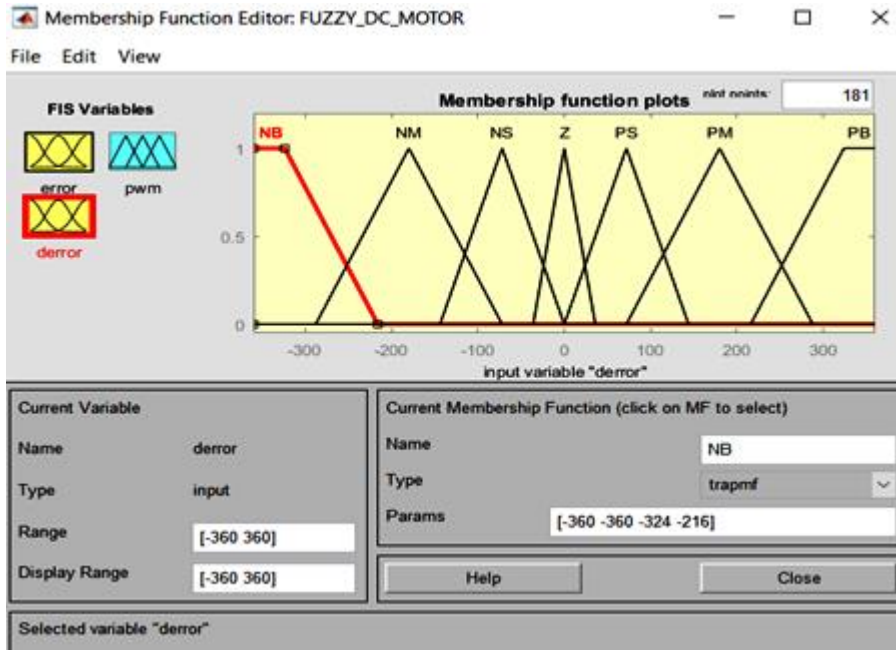 Membership Function Editor: FUZZY_DC_MOTOR
File Edit View
FIS Variables
error pwm
derror
Membership function plots plot points: 181
NB NM NS Z PS PM PB
1
0.5
0
-300 -200 -100 0 100 200 300
input variable "derror"
Current Variable
Name derror
Type input
Range [-360 360]
Display Range [-360 360]
Current Membership Function (click on MF to select)
Name NB
Type trapmf
Params [-360 -360 -324 -216]
Help Close
Selected variable "derror"